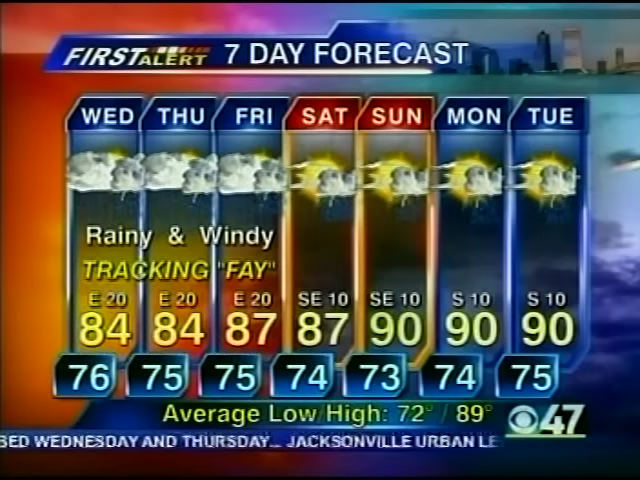 FIRST ALERT 7 DAY FORECAST
WED THU FRI SAT SUN MON TUE
Rainy & Windy
TRACKING "FAY"
E 20 E 20 E 20 SE 10 SE 10 S 10 S 10
84 84 87 87 90 90 90
76 75 75 74 73 74 75
Average Low/High: 72° / 89°
47
SED WEDNESDAY AND THURSDAY... JACKSONVILLE URBAN LE